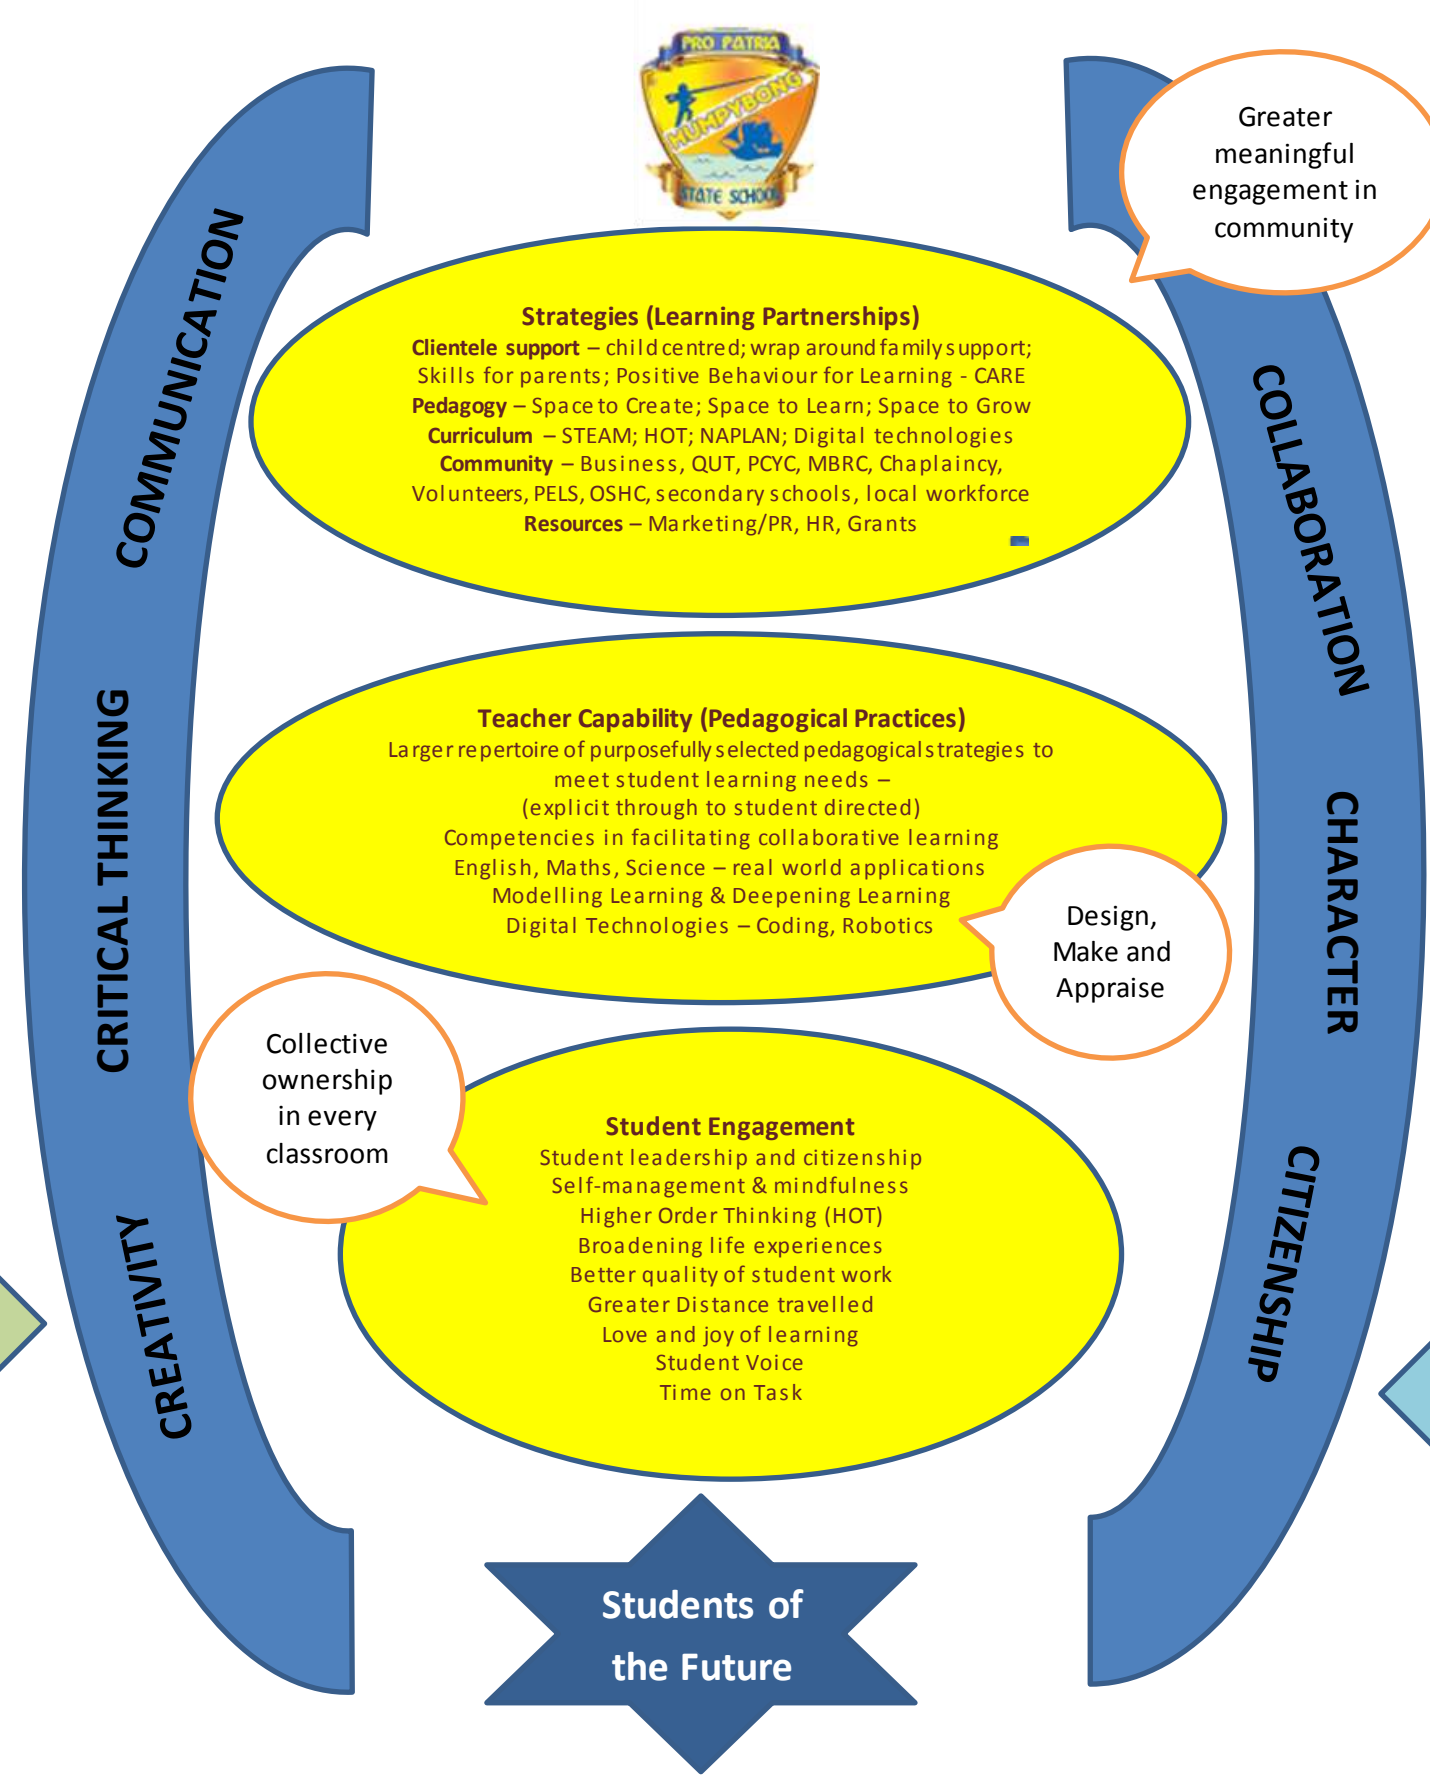 PRO PATRIA
HUMPYBONG
STATE SCHOOL
Greater
meaningful
engagement in
community
COMMUNICATION
CRITICAL THINKING
CREATIVITY
Strategies (Learning Partnerships)
Clientele support – child centred; wrap around family support;
Skills for parents; Positive Behaviour for Learning - CARE
Pedagogy – Space to Create; Space to Learn; Space to Grow
Curriculum – STEAM; HOT; NAPLAN; Digital technologies
Community – Business, QUT, PCYC, MBRC, Chaplaincy,
Volunteers, PELS, OSHC, secondary schools, local workforce
Resources – Marketing/PR, HR, Grants
Teacher Capability (Pedagogical Practices)
Larger repertoire of purposefully selected pedagogical strategies to
meet student learning needs –
(explicit through to student directed)
Competencies in facilitating collaborative learning
English, Maths, Science – real world applications
Modelling Learning & Deepening Learning
Digital Technologies – Coding, Robotics
Design,
Make and
Appraise
Collective
ownership
in every
classroom
Student Engagement
Student leadership and citizenship
Self-management & mindfulness
Higher Order Thinking (HOT)
Broadening life experiences
Better quality of student work
Greater Distance travelled
Love and joy of learning
Student Voice
Time on Task
COLLABORATION
CHARACTER
CITIZENSHIP
Students of
the Future